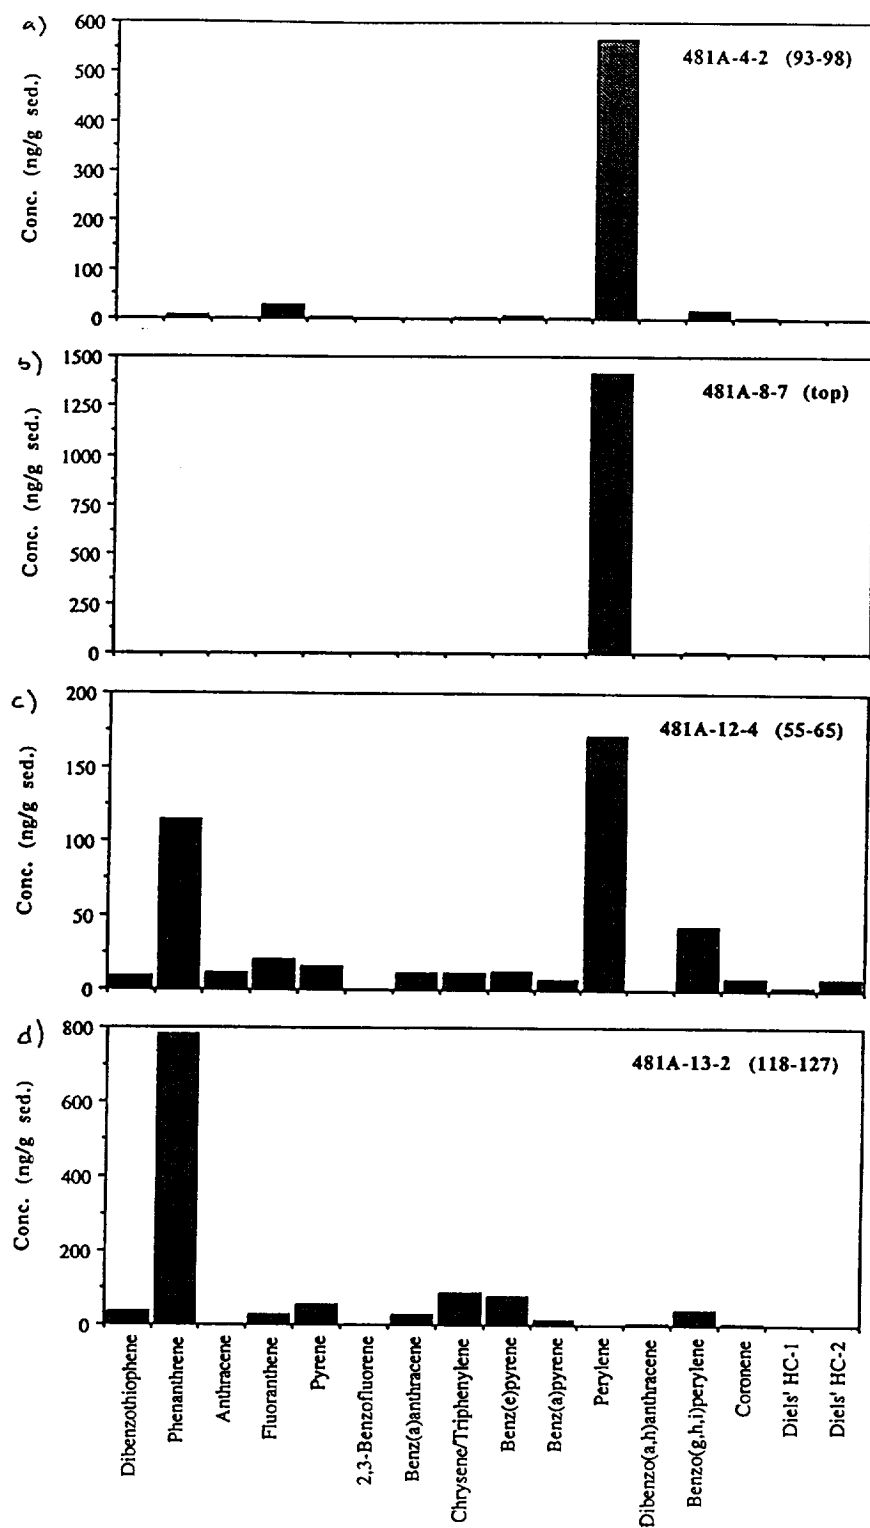 a)
600
500
400
300
200
100
0
Conc. (ng/g sed.)
481A-4-2 (93-98)
b)
1500
1250
1000
750
500
250
0
Conc. (ng/g sed.)
481A-8-7 (top)
c)
200
150
100
50
0
Conc. (ng/g sed.)
481A-12-4 (55-65)
d)
800
600
400
200
0
Conc. (ng/g sed.)
481A-13-2 (118-127)
Dibenzothiophene
Phenanthrene
Anthracene
Fluoranthene
Pyrene
2,3-Benzofluorene
Benz(a)anthracene
Chrysene/Triphenylene
Benz(e)pyrene
Benz(a)pyrene
Perylene
Dibenzo(a,h)anthracene
Benzo(g,h,i)perylene
Coronene
Diels' HC-1
Diels' HC-2